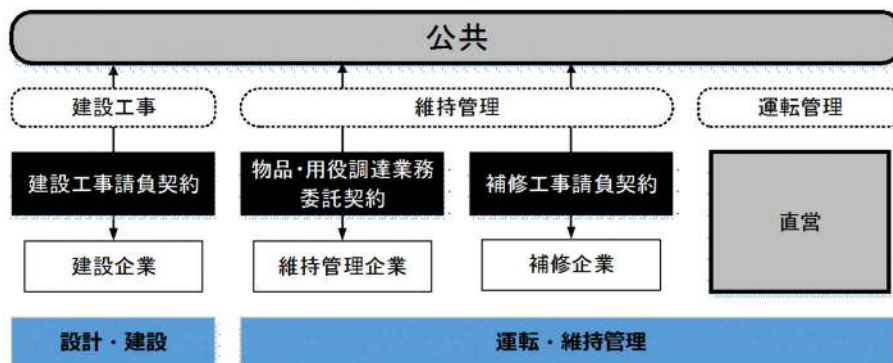 公共
建設工事
維持管理
運転管理
建設工事請負契約
物品・用役調達業務
委託契約
補修工事請負契約
直営
建設企業
維持管理企業
補修企業
設計・建設
運転・維持管理